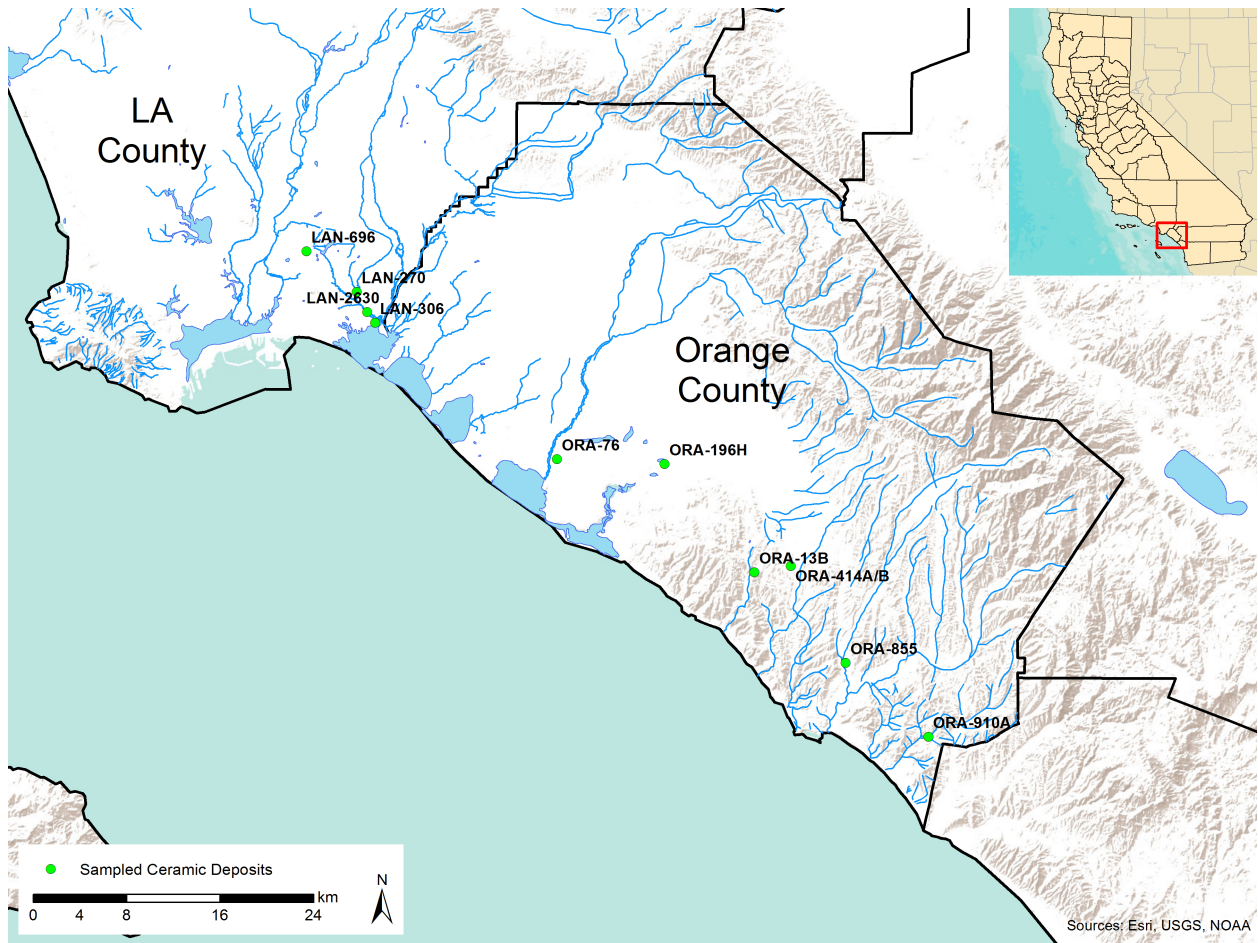 LA
County
LAN-696
LAN-270
LAN-2630
LAN-306
Orange
County
ORA-76
ORA-196H
ORA-13B
ORA-414A/B
ORA-855
ORA-910A
Sampled Ceramic Deposits
km
0 4 8 16 24
N
Sources: Esri, USGS, NOAA